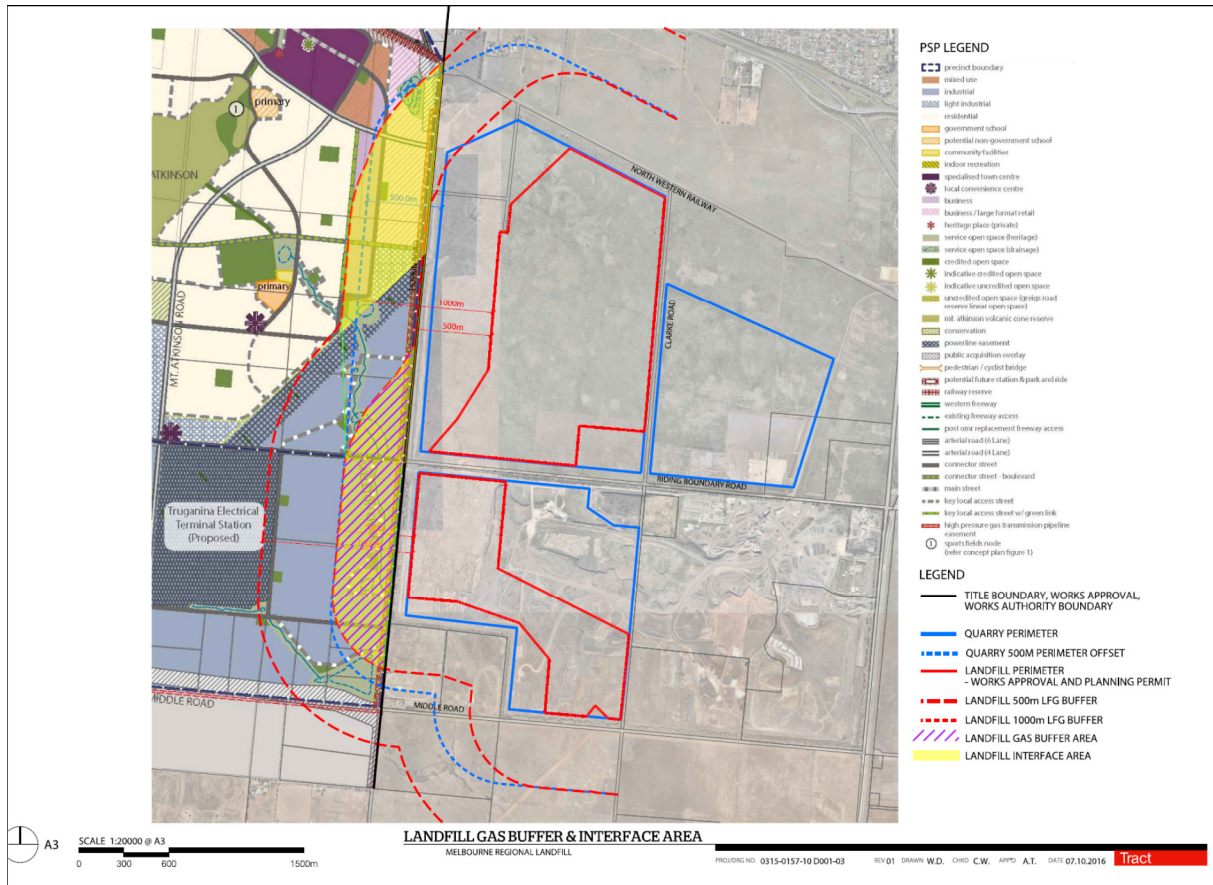 PSP LEGEND
precinct boundary
mixed use
industrial
light industrial
residential
government school
potential non-government school
community facilities
indoor recreation
specialised town centre
local convenience centre
business
business / large format retail
heritage place (private)
service open space (heritage)
service open space (drainage)
credited open space
indicative credited open space
indicative uncredited open space
uncredited open space (greigs road
reserve linear open space)
mt. atkinson volcanic cone reserve
conservation
powerline easement
public acquisition overlay
pedestrian / cyclist bridge
potential future station & park and ride
railway reserve
western freeway
existing freeway access
post omr replacement freeway access
arterial road (6 Lane)
arterial road (4 Lane)
connector street
connector street - boulevard
main street
key local access street
key local access street w/ green link
high pressure gas transmission pipeline
easement
sports fields node
(refer concept plan figure 1)
LEGEND
TITLE BOUNDARY, WORKS APPROVAL,
WORKS AUTHORITY BOUNDARY
QUARRY PERIMETER
QUARRY 500M PERIMETER OFFSET
LANDFILL PERIMETER
- WORKS APPROVAL AND PLANNING PERMIT
LANDFILL 500m LFG BUFFER
LANDFILL 1000m LFG BUFFER
LANDFILL GAS BUFFER AREA
LANDFILL INTERFACE AREA
primary
1
ATKINSON
500.0m
NORTH WESTERN RAILWAY
primary
1000m
500m
CLARKE ROAD
MT. ATKINSON ROAD
RIDING BOUNDARY ROAD
Truganina Electrical
Terminal Station
(Proposed)
MIDDLE ROAD
MIDDLE ROAD
A3
SCALE 1:20000 @ A3
0 300 600 1500m
LANDFILL GAS BUFFER & INTERFACE AREA
MELBOURNE REGIONAL LANDFILL
PROJ/DRG NO. 0315-0157-10 D001-03 REV 01 DRAWN W.D. CHKD C.W. APP'D A.T. DATE 07.10.2016 Tract